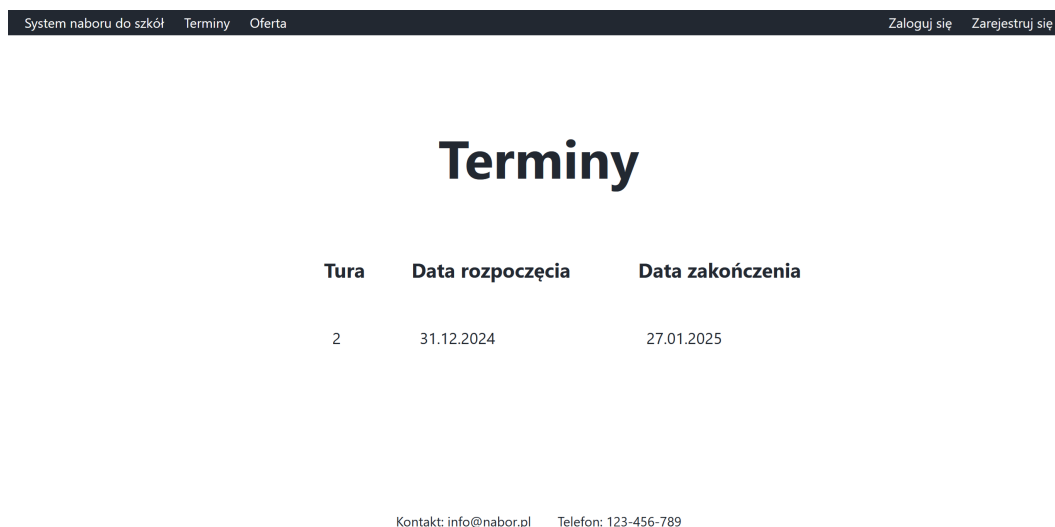 System naboru do szkół Terminy Oferta Zaloguj się Zarejestruj się
Terminy
Tura Data rozpoczęcia Data zakończenia
2 31.12.2024 27.01.2025
Kontakt: info@nabor.pl Telefon: 123-456-789